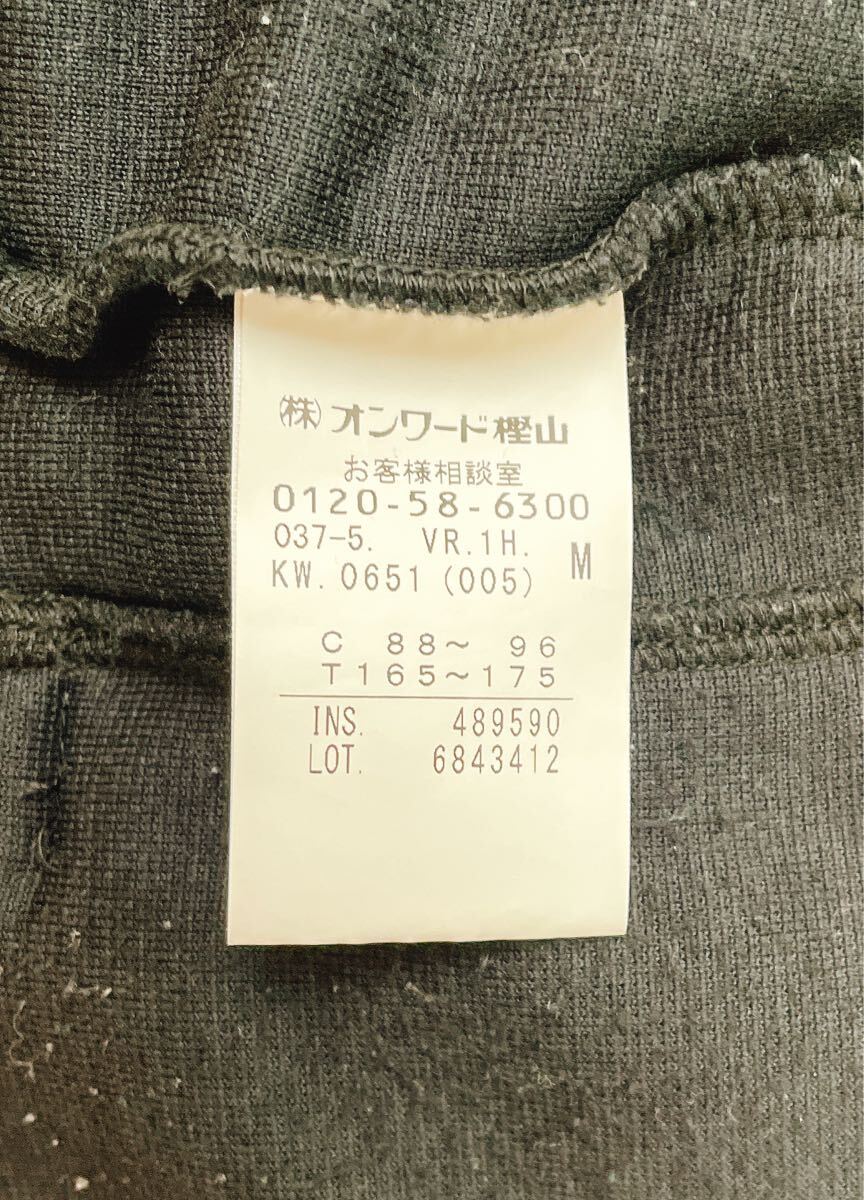 ㈱オンワード樫山
お客様相談室
0120-58-6300
037-5. VR.1H. M
KW.0651(005)
C 88～ 96
T165～175
INS. 489590
LOT. 6843412